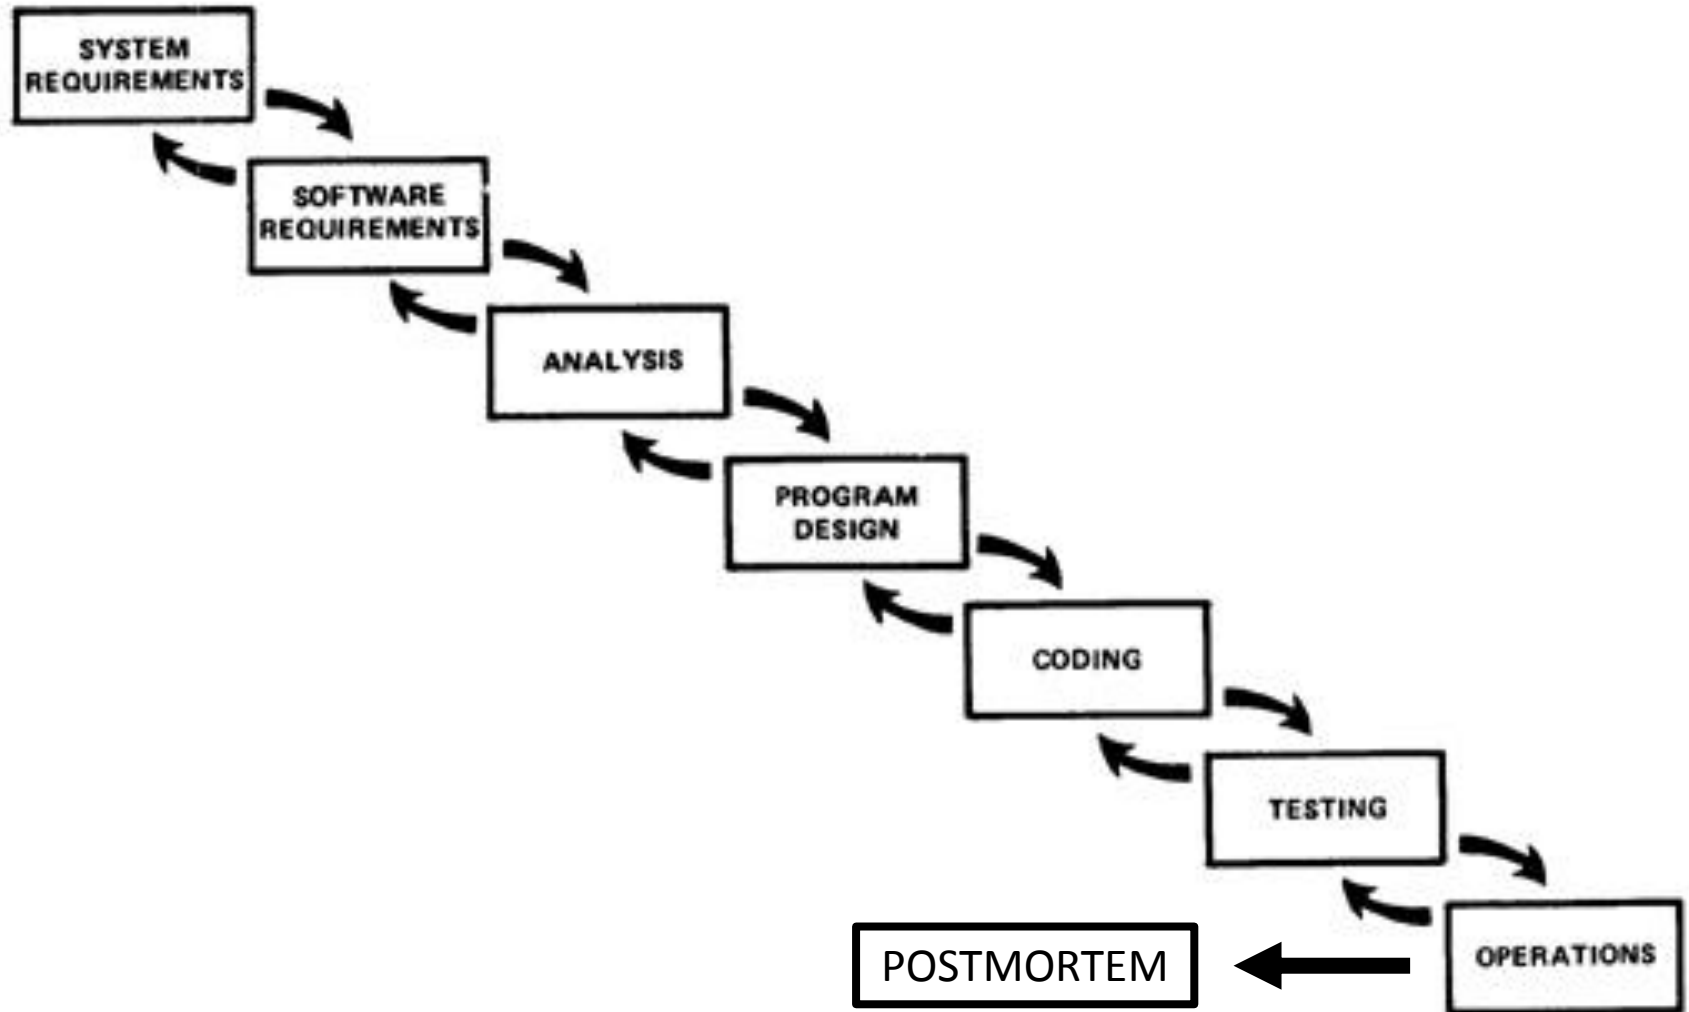 SYSTEM
REQUIREMENTS
SOFTWARE
REQUIREMENTS
ANALYSIS
PROGRAM
DESIGN
CODING
TESTING
OPERATIONS
POSTMORTEM